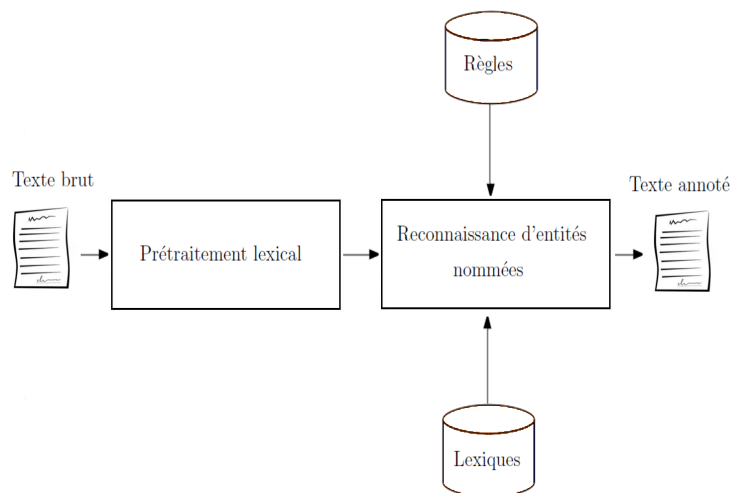 Règles
Texte brut
Texte annoté
Prétraitement lexical
Reconnaissance d'entités
nommées
Lexiques